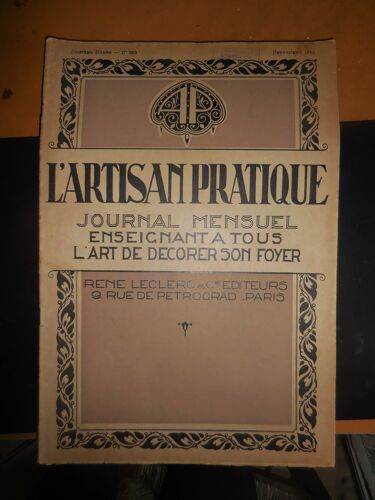 AP
L'ARTISAN PRATIQUE
JOURNAL MENSUEL
ENSEIGNANT A TOUS
L'ART DE DECORER SON FOYER
RENE LECLERC & Cie EDITEURS
9. RUE DE PETROGRAD . PARIS